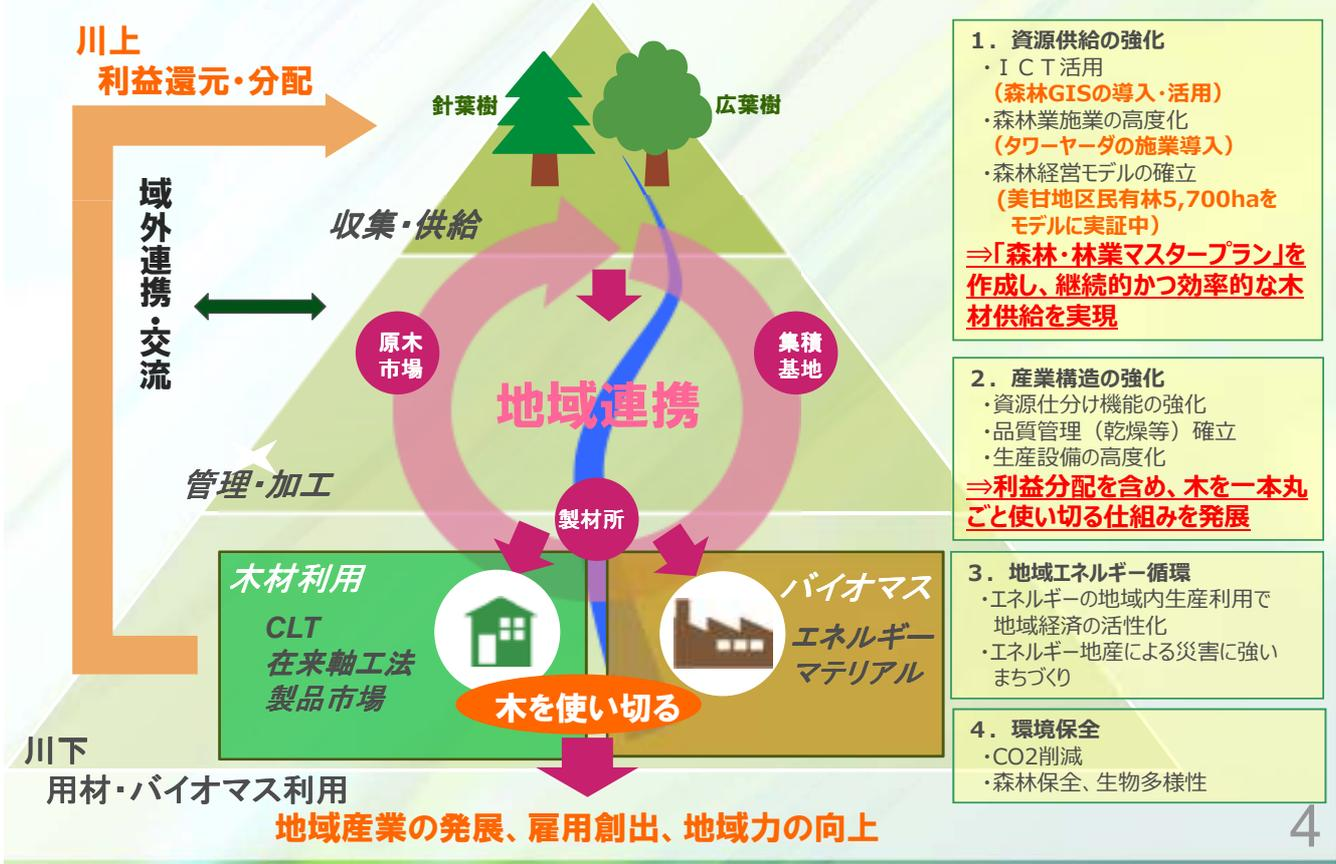 川上
利益還元・分配
針葉樹
広葉樹
域外連携・交流
収集・供給
原木
市場
集積
基地
地域連携
管理・加工
製材所
木材利用
CLT
在来軸工法
製品市場
バイオマス
エネルギー
マテリアル
木を使い切る
川下
用材・バイオマス利用
地域産業の発展、雇用創出、地域力の向上
１．資源供給の強化
・ＩＣＴ活用
（森林GISの導入・活用）
・森林業施業の高度化
（タワーヤーダの施業導入）
・森林経営モデルの確立
(美甘地区民有林5,700haを
モデルに実証中）
⇒「森林・林業マスタープラン」を
作成し、継続的かつ効率的な木
材供給を実現
２．産業構造の強化
・資源仕分け機能の強化
・品質管理（乾燥等）確立
・生産設備の高度化
⇒利益分配を含め、木を一本丸
ごと使い切る仕組みを発展
３．地域エネルギー循環
・エネルギーの地域内生産利用で
地域経済の活性化
・エネルギー地産による災害に強い
まちづくり
４．環境保全
・CO2削減
・森林保全、生物多様性
4